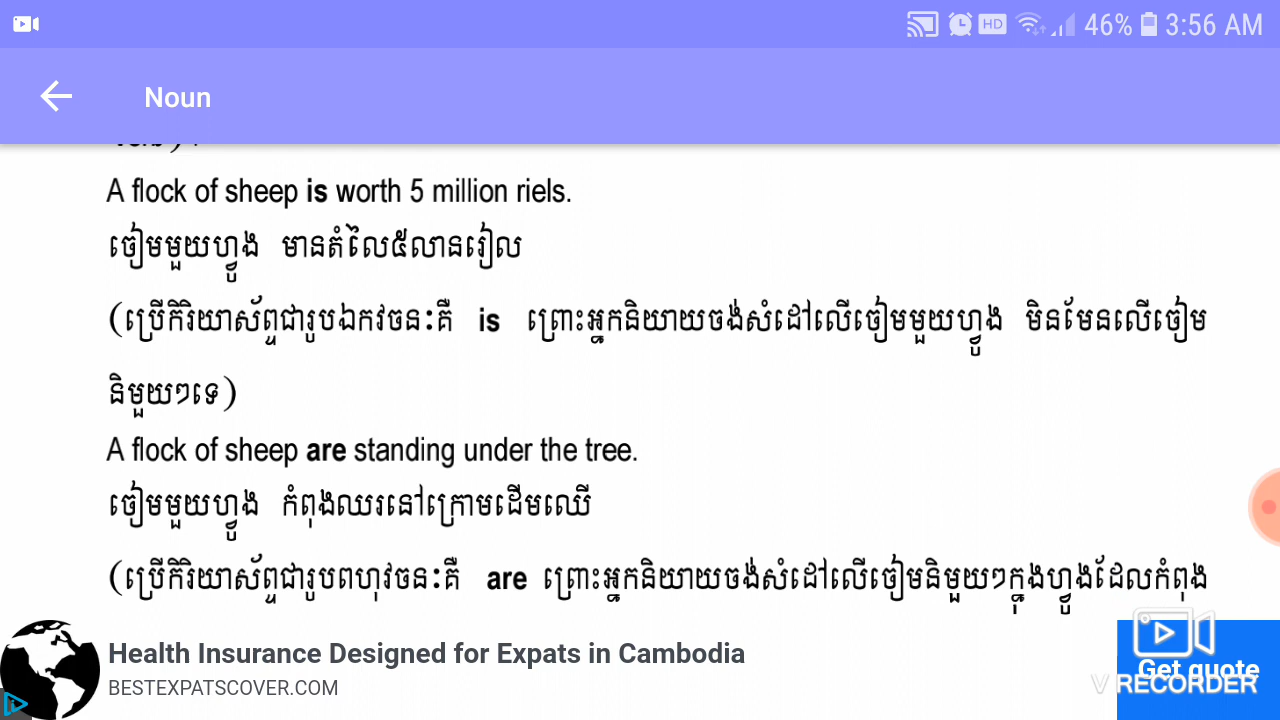 46% 3:56 AM
Noun
A flock of sheep is worth 5 million riels.
ចៀមមួយហ្វូង មានតំលៃ៥លានរៀល
(ប្រើកិរិយាស័ព្ទជារូបឯកវចនៈគឺ is ព្រោះអ្នកនិយាយចង់សំដៅលើចៀមមួយហ្វូង មិនមែនលើចៀម
និមួយៗទេ)
A flock of sheep are standing under the tree.
ចៀមមួយហ្វូង កំពុងឈរនៅក្រោមដើមឈើ
(ប្រើកិរិយាស័ព្ទជារូបពហុវចនៈគឺ are ព្រោះអ្នកនិយាយចង់សំដៅលើចៀមនិមួយៗក្នុងហ្វូងដែលកំពុង
Health Insurance Designed for Expats in Cambodia
BESTEXPATSCOVER.COM
Get quote
V RECORDER